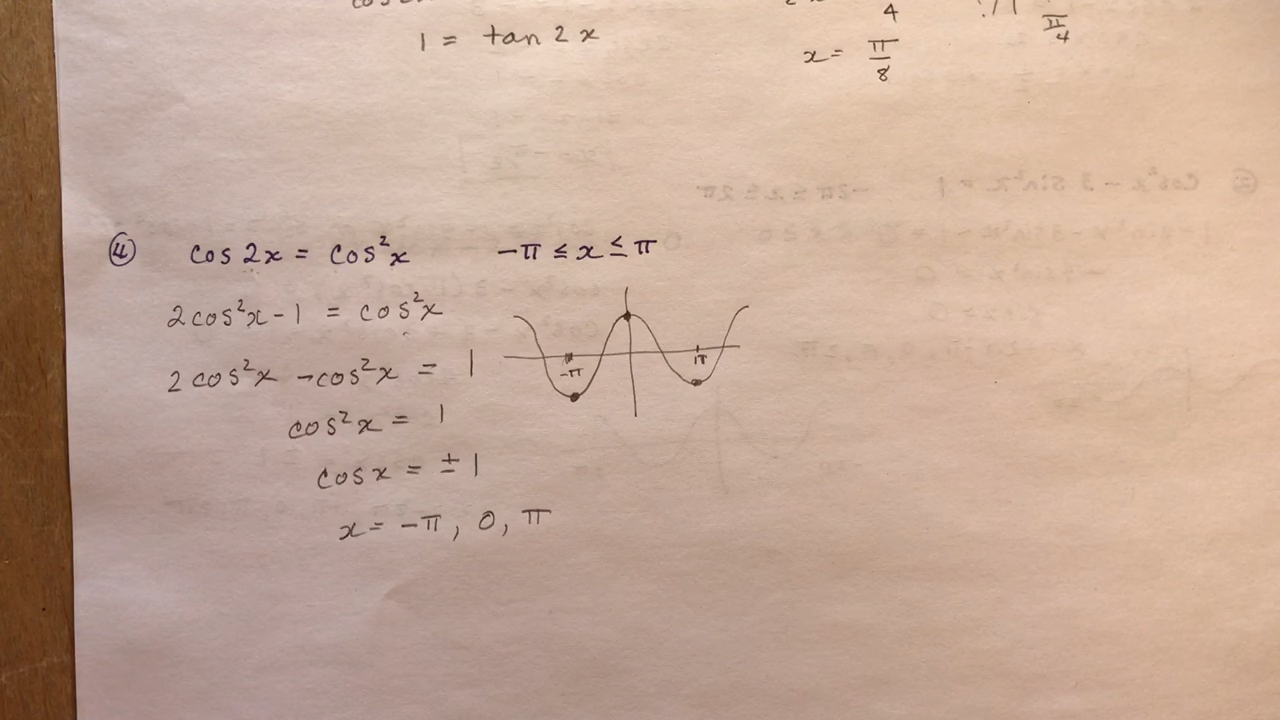 1 = tan 2x
4
π/4
x = π/8
④ cos 2x = cos²x -π ≤ x ≤ π
2cos²x - 1 = cos²x
2cos²x - cos²x = 1
cos²x = 1
cos x = ± 1
x = -π, 0, π
-π
π